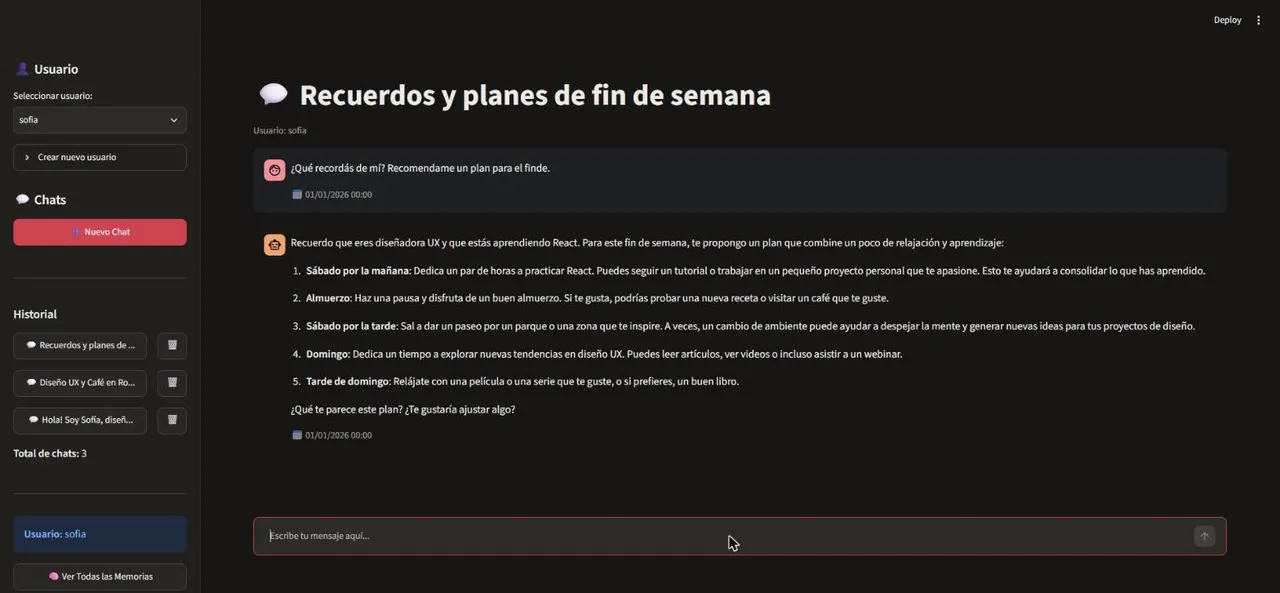 Deploy
Usuario
Seleccionar usuario:
sofia
Crear nuevo usuario
Chats
Nuevo Chat
Historial
Recuerdos y planes de ...
Diseño UX y Café en Ro...
Hola! Soy Sofía, diseñ...
Total de chats: 3
Usuario: sofia
Ver Todas las Memorias
Recuerdos y planes de fin de semana
Usuario: sofia
¿Qué recordás de mí? Recomendame un plan para el finde.
01/01/2026 00:00
Recuerdo que eres diseñadora UX y que estás aprendiendo React. Para este fin de semana, te propongo un plan que combine un poco de relajación y aprendizaje:
1. Sábado por la mañana: Dedica un par de horas a practicar React. Puedes seguir un tutorial o trabajar en un pequeño proyecto personal que te apasione. Esto te ayudará a consolidar lo que has aprendido.
2. Almuerzo: Haz una pausa y disfruta de un buen almuerzo. Si te gusta, podrías probar una nueva receta o visitar un café que te guste.
3. Sábado por la tarde: Sal a dar un paseo por un parque o una zona que te inspire. A veces, un cambio de ambiente puede ayudar a despejar la mente y generar nuevas ideas para tus proyectos de diseño.
4. Domingo: Dedica un tiempo a explorar nuevas tendencias en diseño UX. Puedes leer artículos, ver videos o incluso asistir a un webinar.
5. Tarde de domingo: Relájate con una película o una serie que te guste, o si prefieres, un buen libro.
¿Qué te parece este plan? ¿Te gustaría ajustar algo?
01/01/2026 00:00
Escribe tu mensaje aquí...